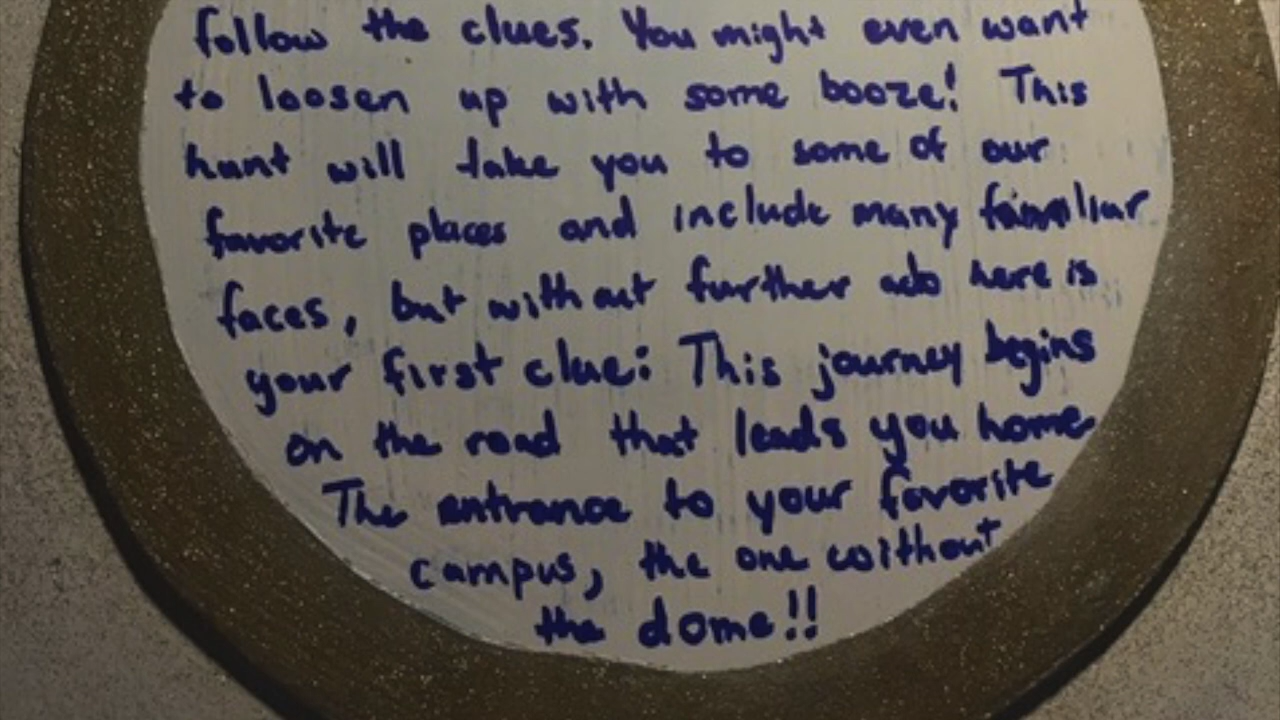 follow the clues. You might even want
to loosen up with some booze! This
hunt will take you to some of our
favorite places and include many familiar
faces, but without further ado here is
your first clue: This journey begins
on the road that leads you home
The entrance to your favorite
campus, the one without
the dome!!